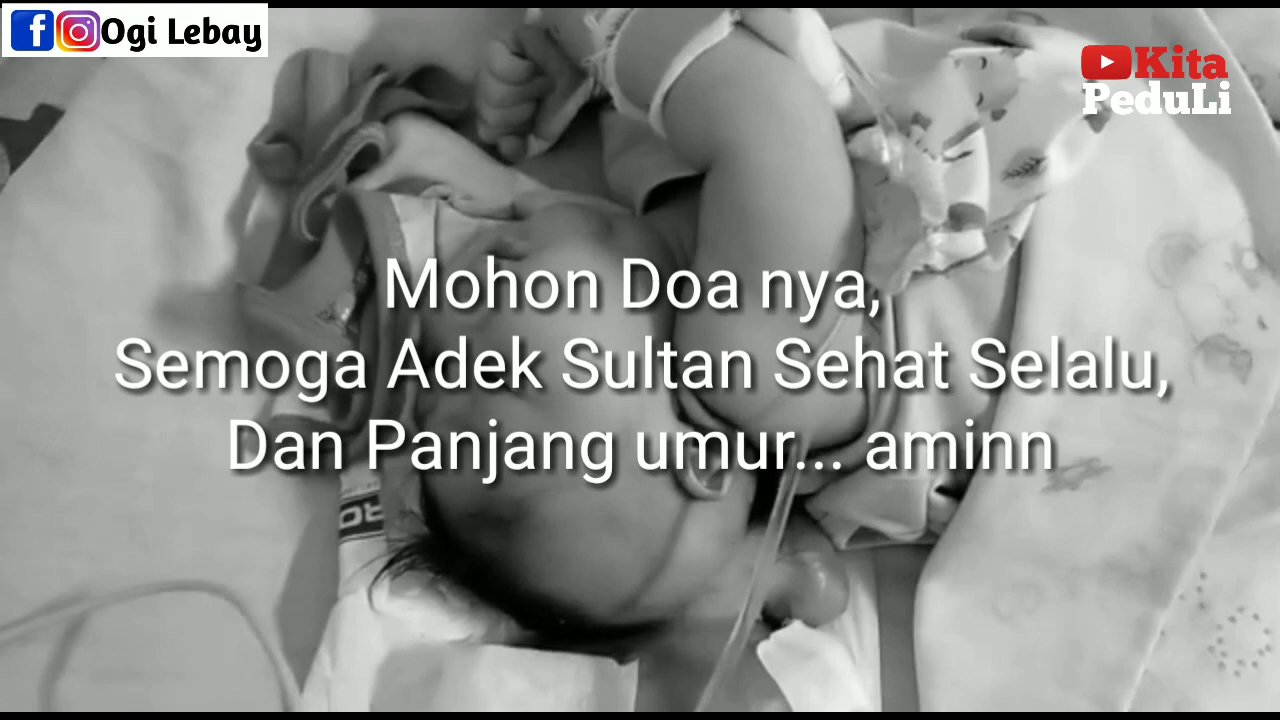 Ogi Lebay
Kita
PeduLi
Mohon Doa nya,
Semoga Adek Sultan Sehat Selalu,
Dan Panjang umur... aminn